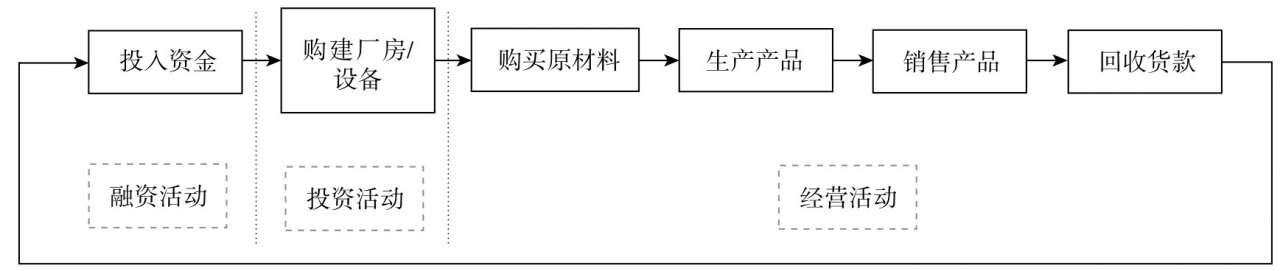 投入资金
购建厂房/
设备
购买原材料
生产产品
销售产品
回收货款
融资活动
投资活动
经营活动